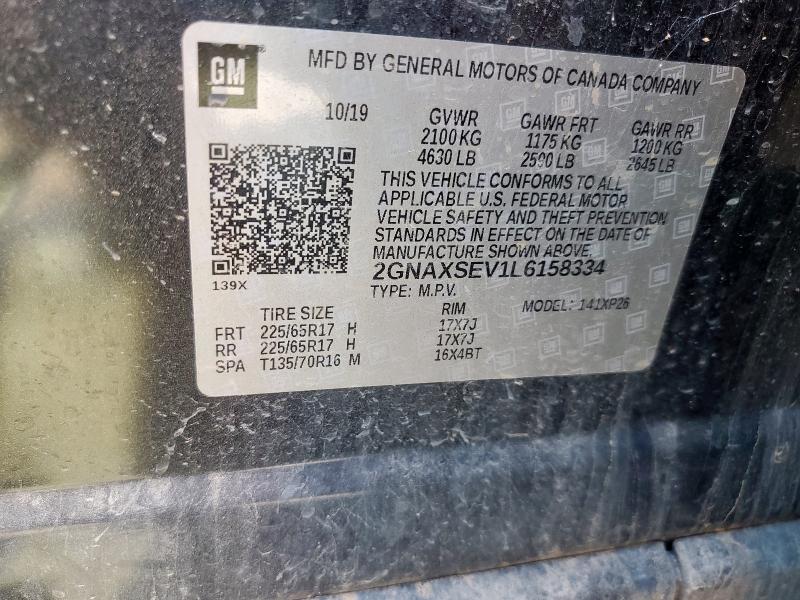 GM
MFD BY GENERAL MOTORS OF CANADA COMPANY
10/19
GVWR GAWR FRT GAWR RR
2100 KG 1175 KG 1200 KG
4630 LB 2590 LB 2645 LB
THIS VEHICLE CONFORMS TO ALL
APPLICABLE U.S. FEDERAL MOTOR
VEHICLE SAFETY AND THEFT PREVENTION
STANDARDS IN EFFECT ON THE DATE OF
MANUFACTURE SHOWN ABOVE.
2GNAXSEV1L6158334
139X
TYPE: M.P.V.
MODEL: 141XP26
TIRE SIZE RIM
FRT 225/65R17 H 17X7J
RR 225/65R17 H 17X7J
SPA T135/70R16 M 16X4BT